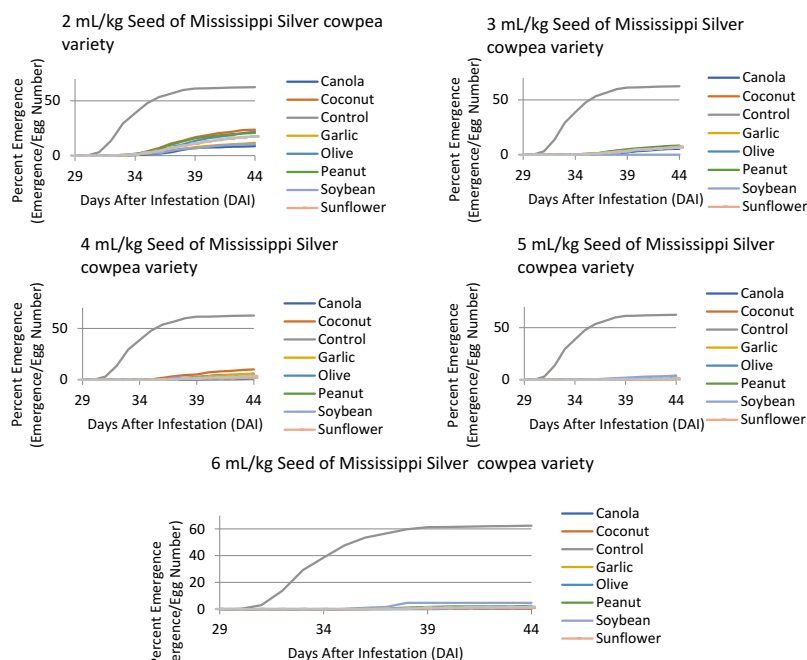 2 mL/kg Seed of Mississippi Silver cowpea
variety
Percent Emergence
(Emergence/Egg Number)
50
0
29 34 39 44
Days After Infestation (DAI)
Canola
Coconut
Control
Garlic
Olive
Peanut
Soybean
Sunflower
3 mL/kg Seed of Mississippi Silver
cowpea variety
Percent Emergence
(Emergence/Egg Number)
50
0
29 34 39 44
Days After Infestation (DAI)
Canola
Coconut
Control
Garlic
Olive
Peanut
Soybean
Sunflower
4 mL/kg Seed of Mississippi Silver
cowpea variety
Percent Emergence
(Emergence/Egg Number)
50
0
29 34 39 44
Days After Infestation (DAI)
Canola
Coconut
Control
Garlic
Olive
Peanut
Soybean
Sunflower
5 mL/kg Seed of Mississippi Silver
cowpea variety
Percent Emergence
(Emergence/Egg Number)
50
0
29 34 39 44
Days After Infestation (DAI)
Canola
Coconut
Control
Garlic
Olive
Peanut
Soybean
Sunflower
6 mL/kg Seed of Mississippi Silver cowpea variety
Percent Emergence
Emergence/Egg Number)
60
40
20
0
29 34 39 44
Days After Infestation (DAI)
Canola
Coconut
Control
Garlic
Olive
Peanut
Soybean
Sunflower